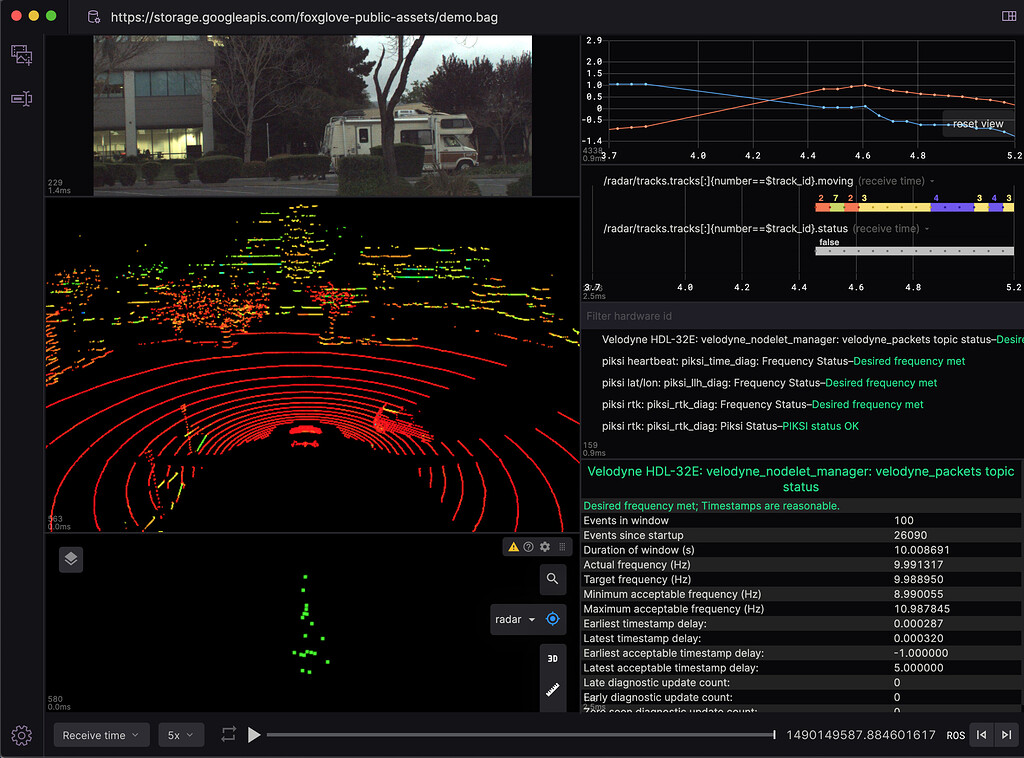 https://storage.googleapis.com/foxglove-public-assets/demo.bag
229
1.4ms
563
0.0ms
radar
3D
580
0.0ms
2.9
2.0
1.5
1.0
0.5
0
-0.5
-1.4
4338
0.9ms
3.7 4.0 4.2 4.4 4.6 4.8 5.2
reset view
/radar/tracks.tracks[:]{number==$track_id}.moving (receive time)
2 7 2 3 4 3 4 3
/radar/tracks.tracks[:]{number==$track_id}.status (receive time)
false
3.7 4.0 4.2 4.4 4.6 4.8 5.2
2.5ms
Filter hardware id
Velodyne HDL-32E: velodyne_nodelet_manager: velodyne_packets topic status–Desire
piksi heartbeat: piksi_time_diag: Frequency Status–Desired frequency met
piksi lat/lon: piksi_llh_diag: Frequency Status–Desired frequency met
piksi rtk: piksi_rtk_diag: Frequency Status–Desired frequency met
piksi rtk: piksi_rtk_diag: Piksi Status–PIKSI status OK
159
0.9ms
Velodyne HDL-32E: velodyne_nodelet_manager: velodyne_packets topic
status
Desired frequency met; Timestamps are reasonable.
Events in window 100
Events since startup 26090
Duration of window (s) 10.008691
Actual frequency (Hz) 9.991317
Target frequency (Hz) 9.988950
Minimum acceptable frequency (Hz) 8.990055
Maximum acceptable frequency (Hz) 10.987845
Earliest timestamp delay: 0.000287
Latest timestamp delay: 0.000320
Earliest acceptable timestamp delay: -1.000000
Latest acceptable timestamp delay: 5.000000
Late diagnostic update count: 0
Early diagnostic update count: 0
Zero seen diagnostic update count: 0
Receive time
5x
1490149587.884601617 ROS